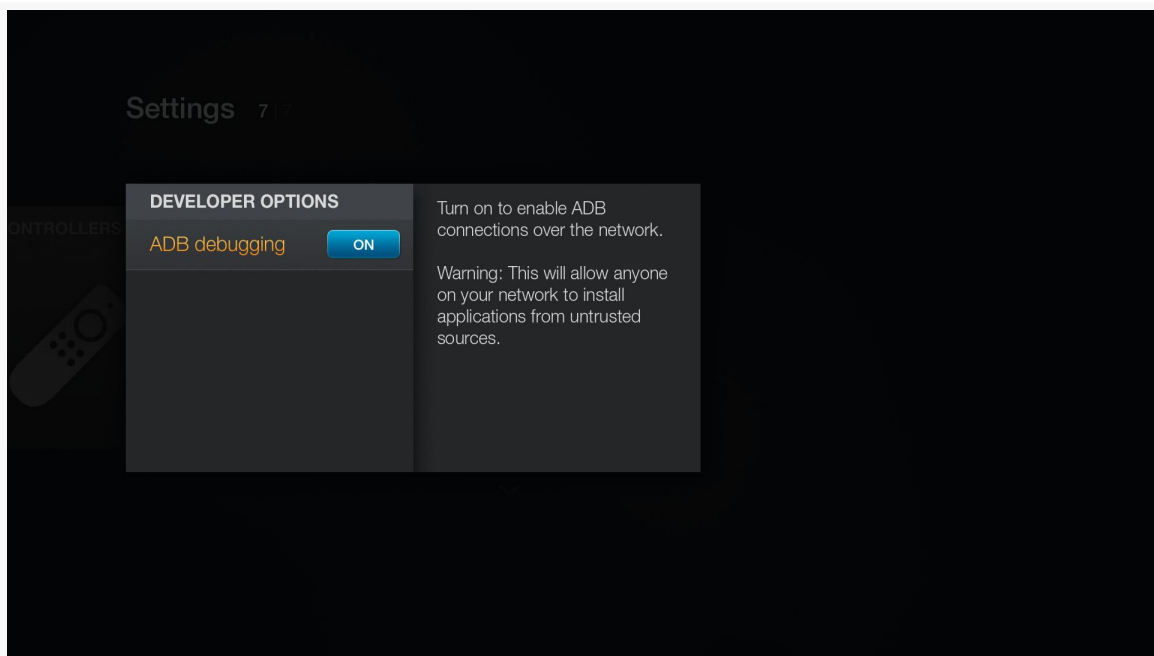 Settings 7|7
DEVELOPER OPTIONS
ADB debugging ON
Turn on to enable ADB
connections over the network.
Warning: This will allow anyone
on your network to install
applications from untrusted
sources.
ONTROLLERS